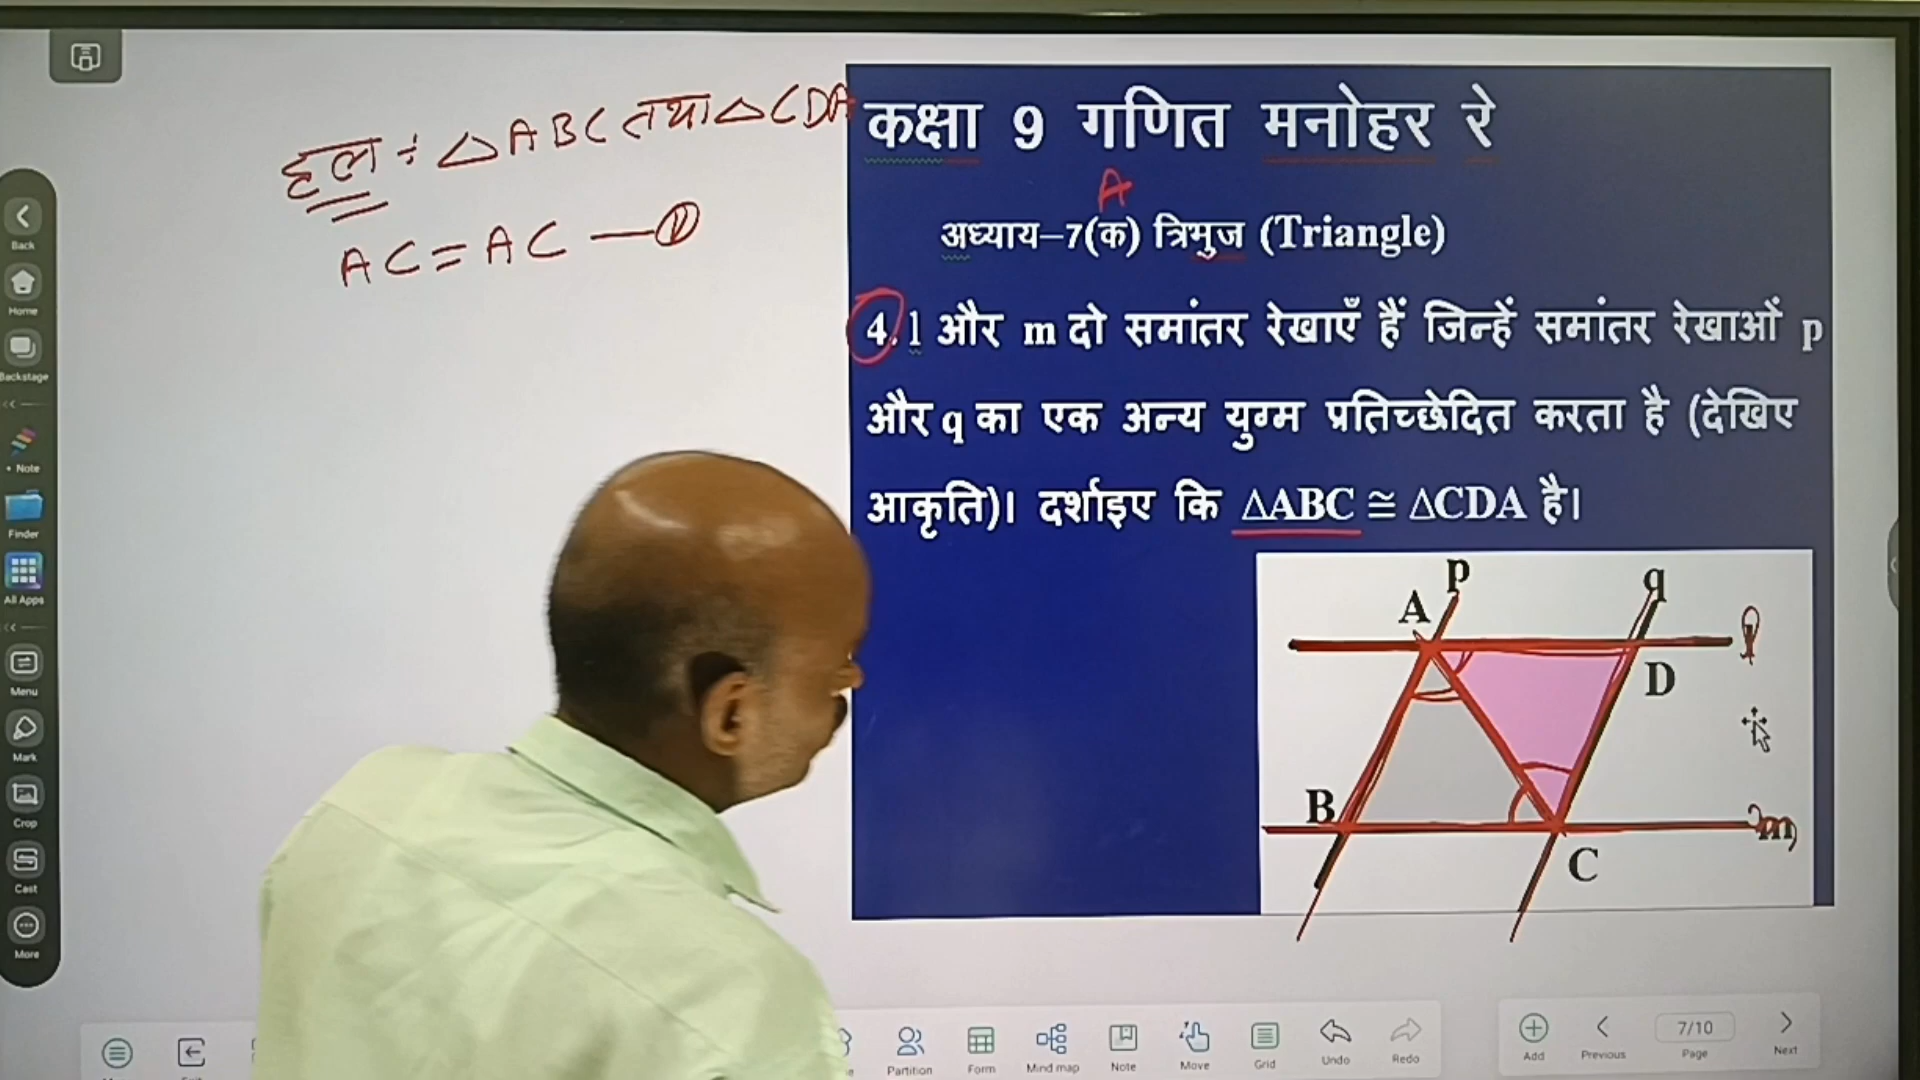 हल ÷ △ABC तथा △CDA
AC = AC — ①
कक्षा 9 गणित मनोहर रे
A
अध्याय–7(क) त्रिभुज (Triangle)
4. l और m दो समांतर रेखाएँ हैं जिन्हें समांतर रेखाओं p
और q का एक अन्य युग्म प्रतिच्छेदित करता है (देखिए
आकृति)। दर्शाइए कि ΔABC ≅ ΔCDA है।
p
q
A
l
D
B
m
C
Back
Home
Backstage
Note
Finder
All Apps
Menu
Mark
Crop
Cast
More
Partition
Form
Mind map
Note
Move
Grid
Undo
Redo
Add
Previous
7/10
Page
Next